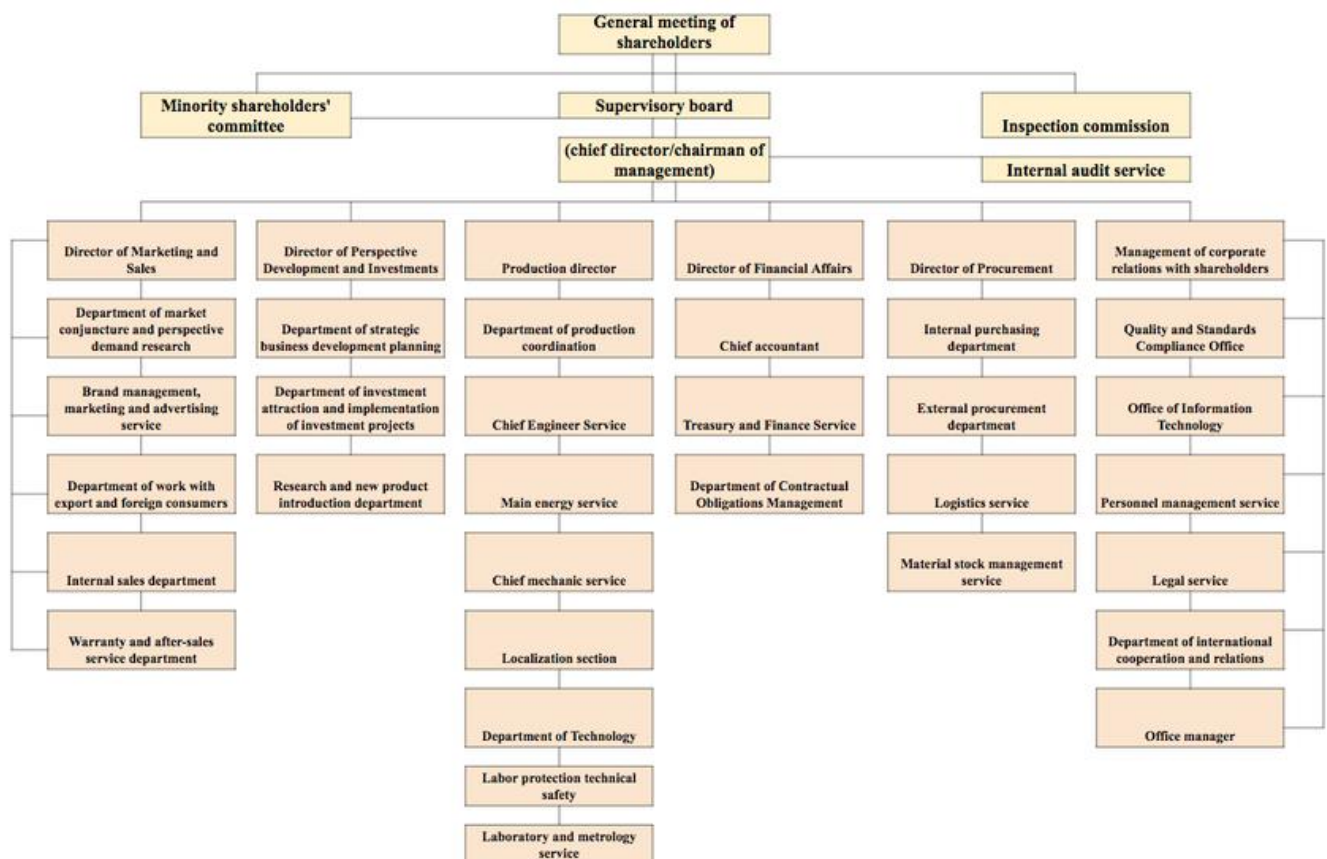 General meeting of
shareholders
Minority shareholders'
committee
Supervisory board
Inspection commission
(chief director/chairman of
management)
Internal audit service
Director of Marketing and
Sales
Director of Perspective
Development and Investments
Production director
Director of Financial Affairs
Director of Procurement
Management of corporate
relations with shareholders
Department of market
conjuncture and perspective
demand research
Department of strategic
business development planning
Department of production
coordination
Chief accountant
Internal purchasing
department
Quality and Standards
Compliance Office
Brand management,
marketing and advertising
service
Department of investment
attraction and implementation
of investment projects
Chief Engineer Service
Treasury and Finance Service
External procurement
department
Office of Information
Technology
Department of work with
export and foreign consumers
Research and new product
introduction department
Main energy service
Department of Contractual
Obligations Management
Logistics service
Personnel management service
Internal sales department
Chief mechanic service
Material stock management
service
Legal service
Warranty and after-sales
service department
Localization section
Department of international
cooperation and relations
Department of Technology
Office manager
Labor protection technical
safety
Laboratory and metrology
service